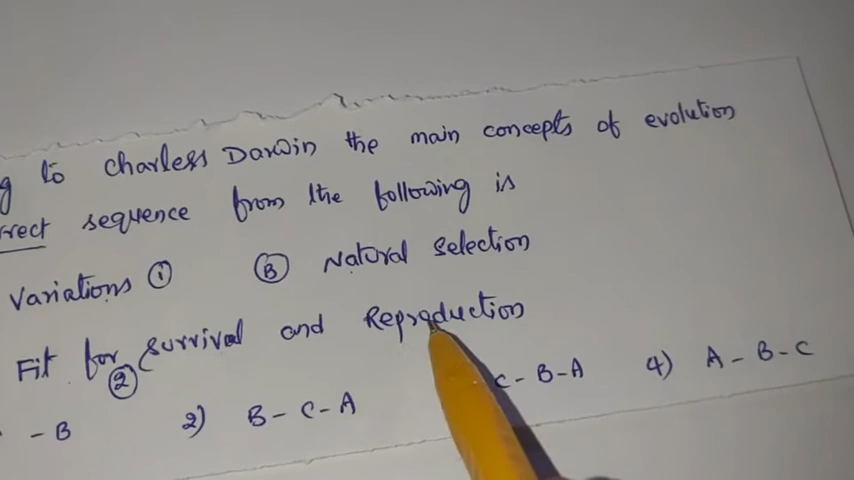 g to charless Darwin the main concepts of evolution
rrect sequence from the following is
Variations ① Ⓑ Natural Selection
Fit for survival and Reproduction
②
- B 2) B - C - A C - B - A 4) A - B - C